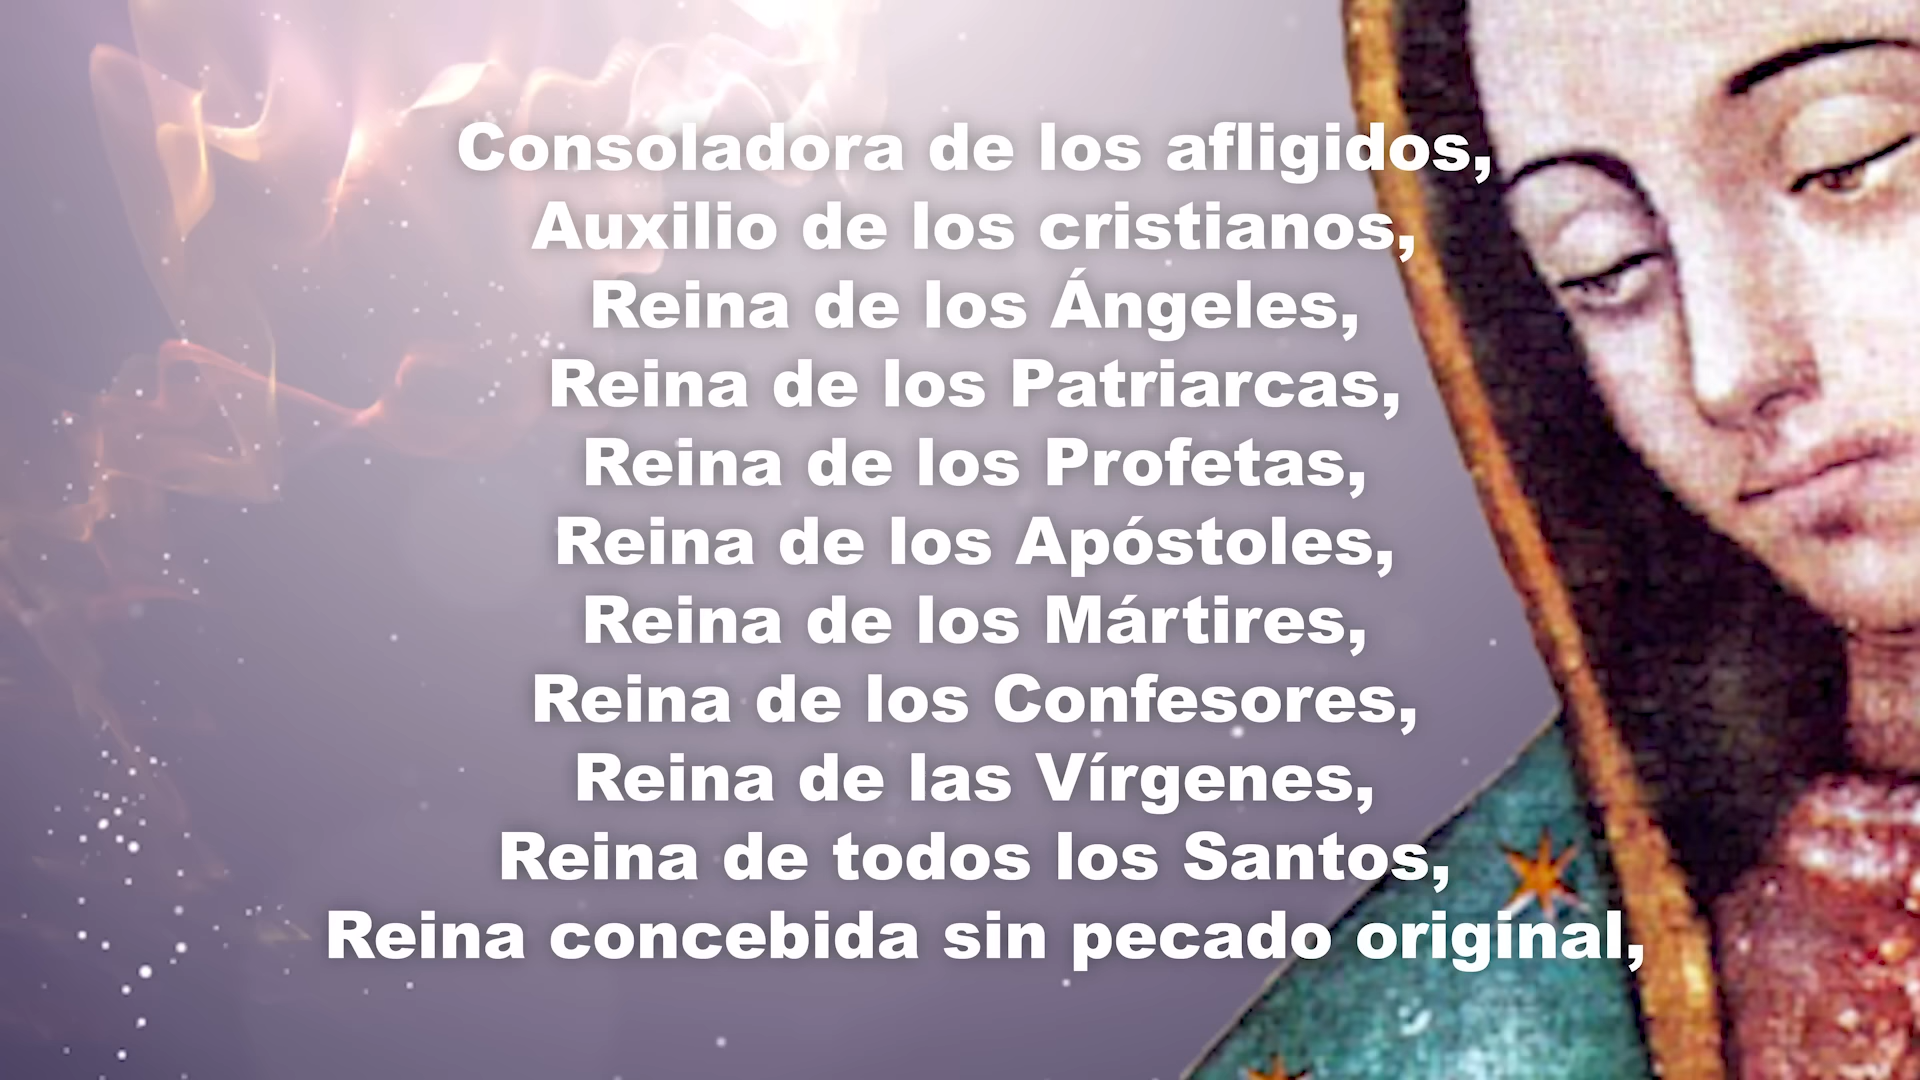 Consoladora de los afligidos,
Auxilio de los cristianos,
Reina de los Ángeles,
Reina de los Patriarcas,
Reina de los Profetas,
Reina de los Apóstoles,
Reina de los Mártires,
Reina de los Confesores,
Reina de las Vírgenes,
Reina de todos los Santos,
Reina concebida sin pecado original,